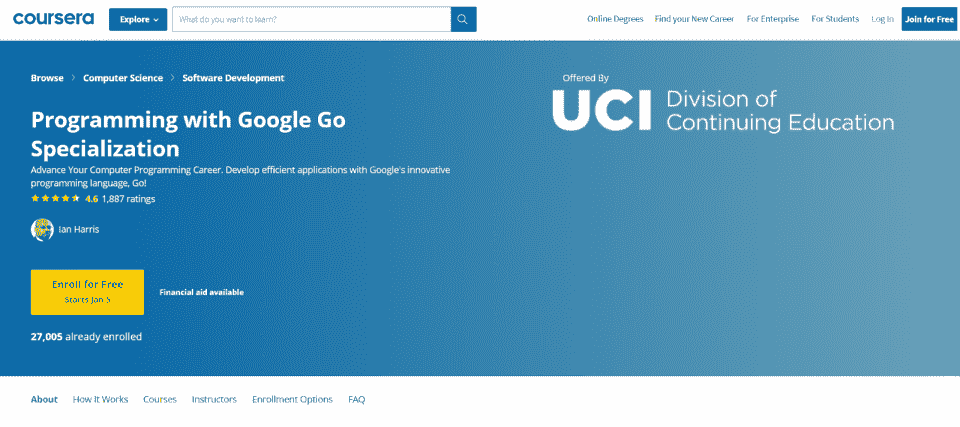 coursera
Explore
What do you want to learn?
Online Degrees
Find your New Career
For Enterprise
For Students
Log In
Join for Free
Browse > Computer Science > Software Development
Offered By
UCI Division of
Continuing Education
Programming with Google Go
Specialization
Advance Your Computer Programming Career. Develop efficient applications with Google's innovative
programming language, Go!
4.6 1,887 ratings
Ian Harris
Enroll for Free
Starts Jan 5
Financial aid available
27,005 already enrolled
About
How It Works
Courses
Instructors
Enrollment Options
FAQ